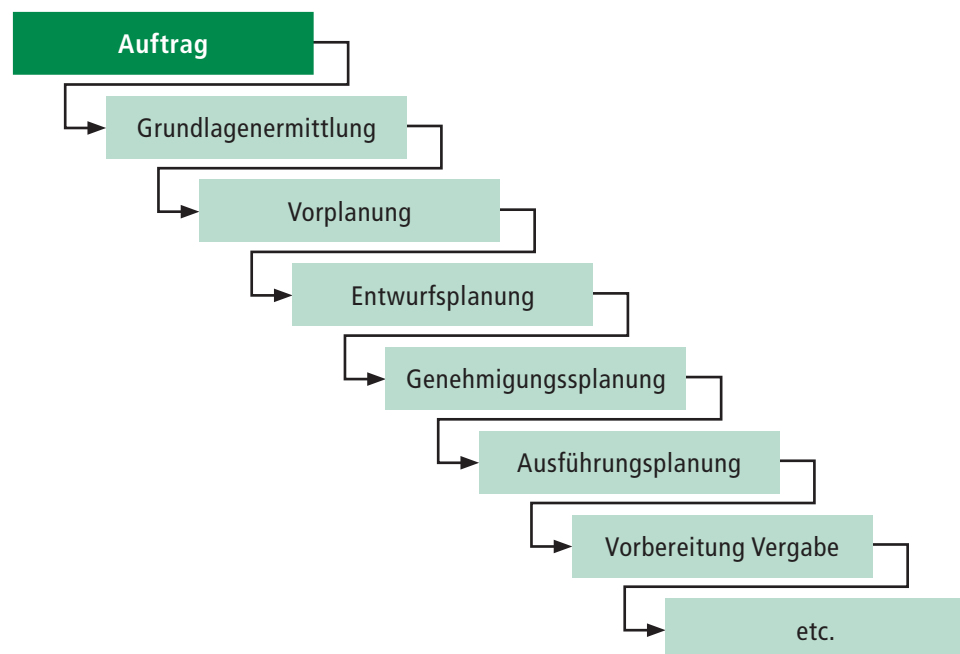 Auftrag
Grundlagenermittlung
Vorplanung
Entwurfsplanung
Genehmigungssplanung
Ausführungsplanung
Vorbereitung Vergabe
etc.